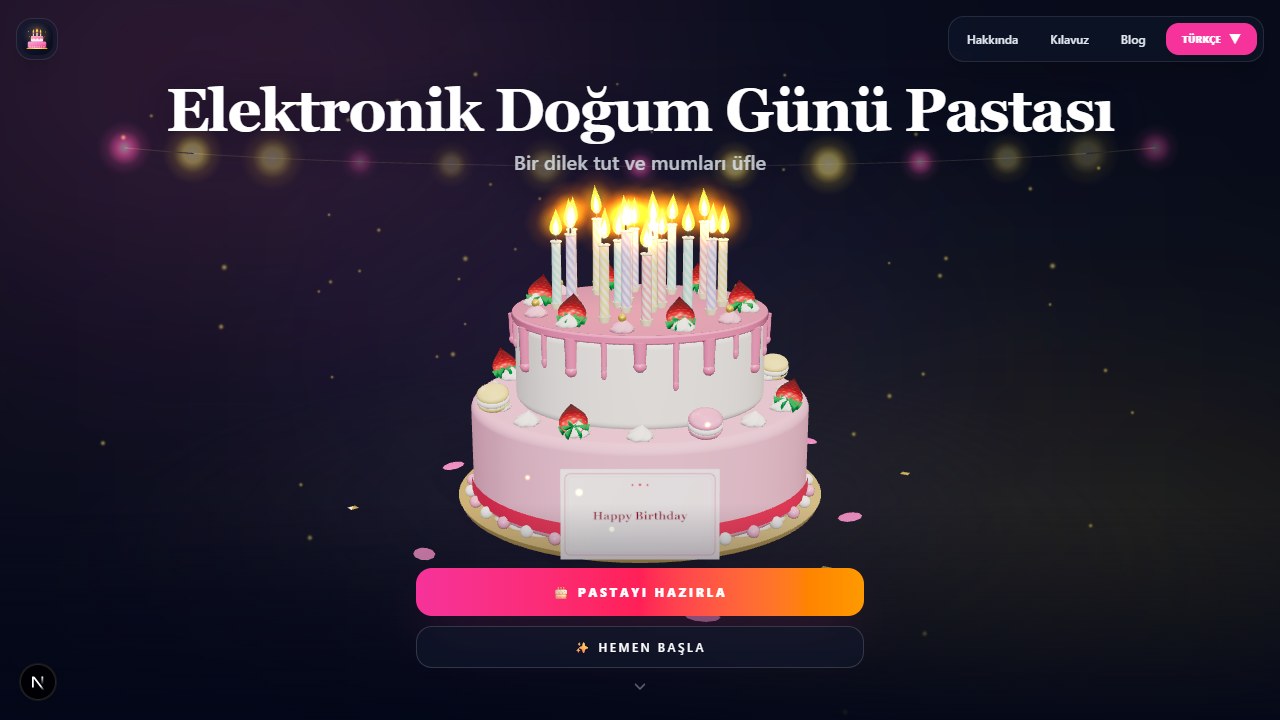 Hakkında
Kılavuz
Blog
TÜRKÇE ▼
Elektronik Doğum Günü Pastası
Bir dilek tut ve mumları üfle
Happy Birthday
PASTAYI HAZIRLA
HEMEN BAŞLA
N